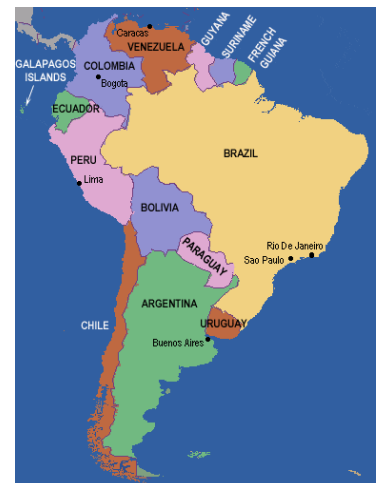 Caracas
VENEZUELA
GUYANA
SURINAME
FRENCH
GUIANA
GALAPAGOS
ISLANDS
COLOMBIA
Bogota
ECUADOR
PERU
Lima
BRAZIL
BOLIVIA
PARAGUAY
Rio De Janeiro
Sao Paulo
ARGENTINA
CHILE
URUGUAY
Buenos Aires